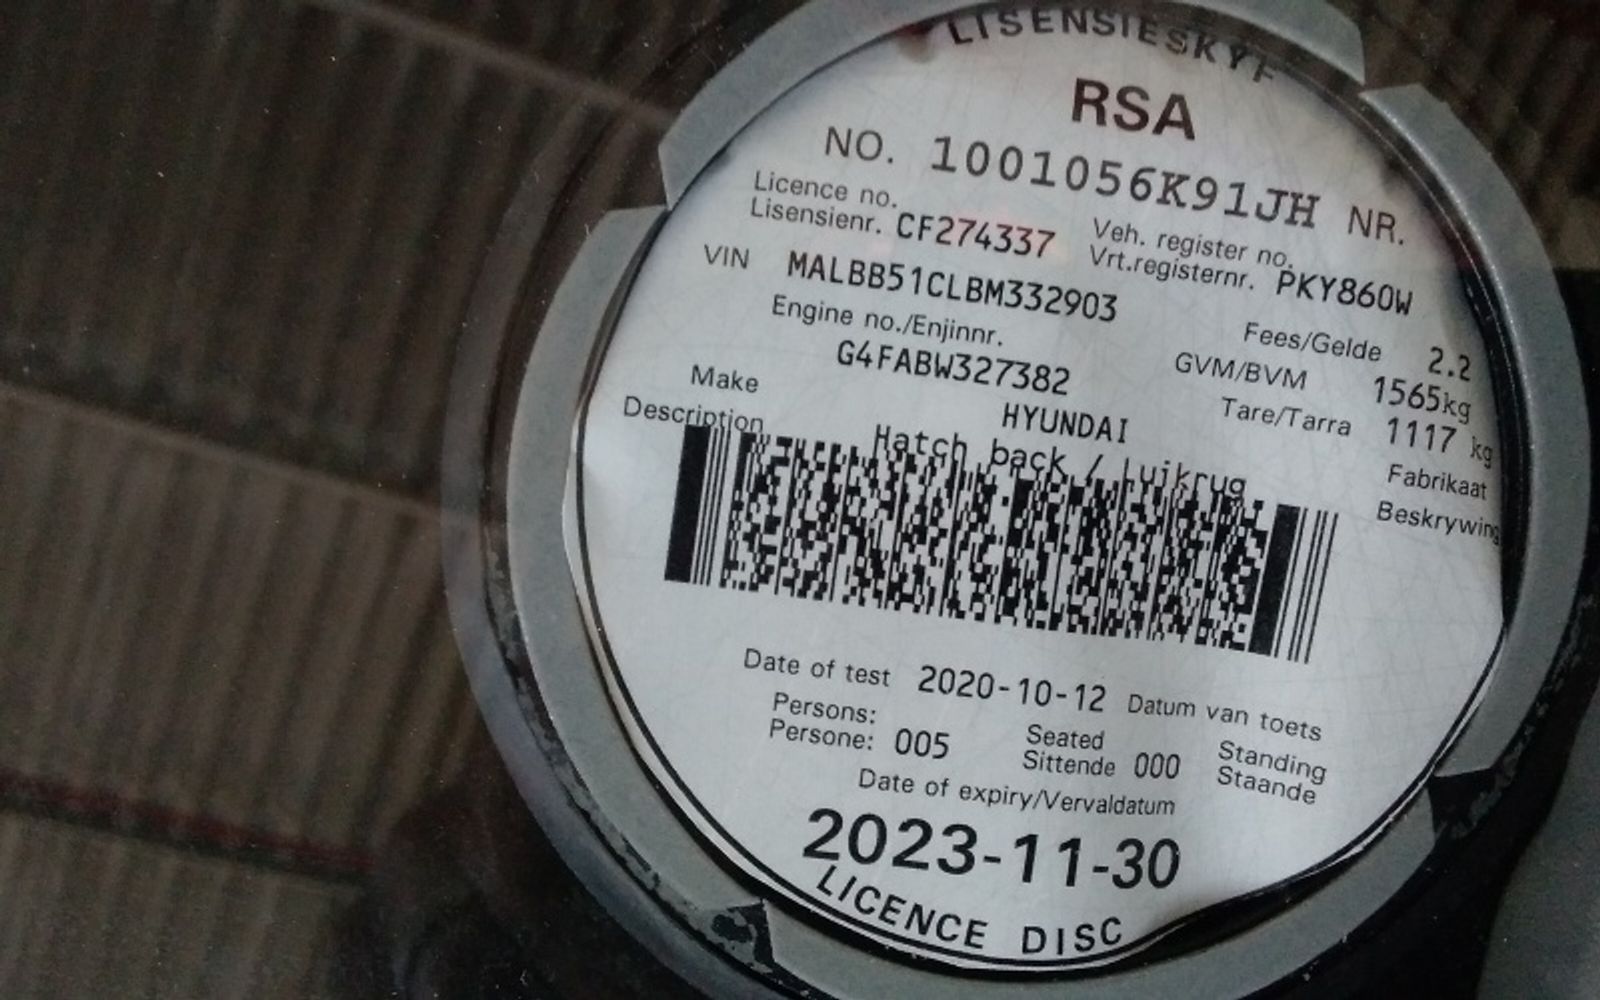 LISENSIESKYF
RSA
NO. 1001056K91JH NR.
Licence no.
Lisensienr. CF274337
Veh. register no.
Vrt.registernr. PKY860W
VIN MALBB51CLBM332903
Engine no./Enjinnr.
G4FABW327382
Fees/Gelde 2.2
GVM/BVM 1565kg
Tare/Tarra 1117 kg
Make HYUNDAI Fabrikaat
Description Hatch back / Luikrug Beskrywing
Date of test 2020-10-12 Datum van toets
Persons:
Persone: 005
Seated
Sittende 000
Standing
Staande
Date of expiry/Vervaldatum
2023-11-30
LICENCE DISC